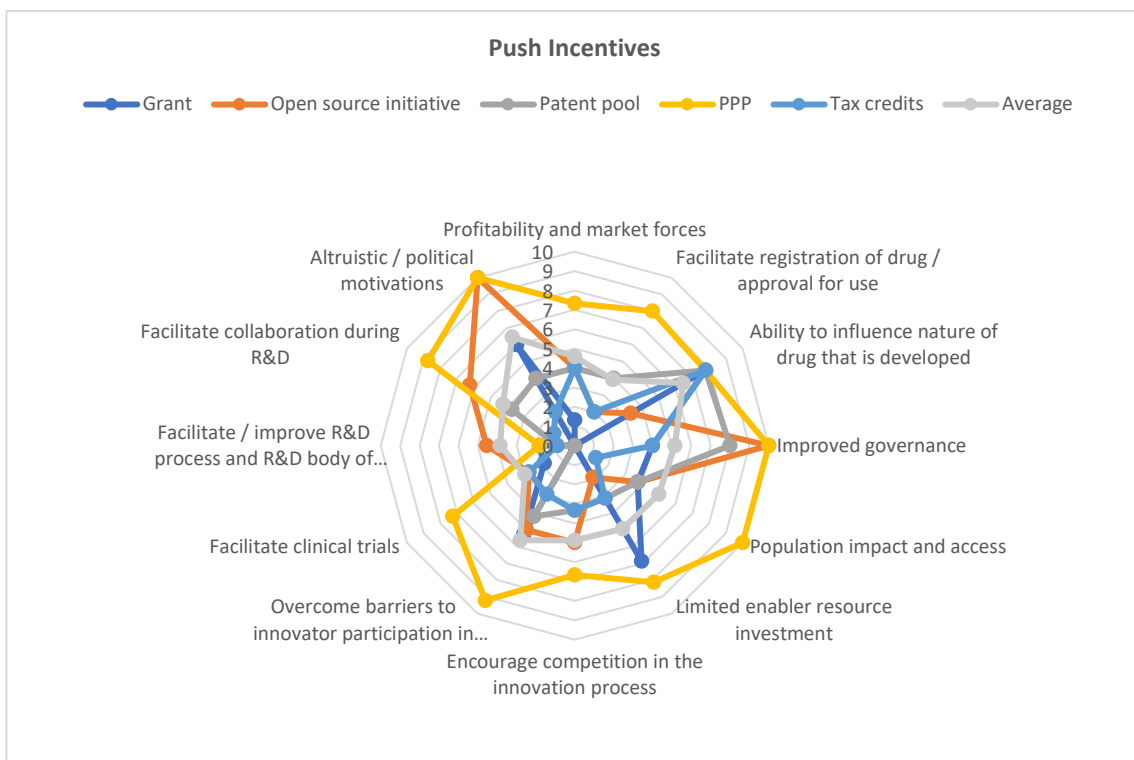 Push Incentives
Grant Open source initiative Patent pool PPP Tax credits Average
Profitability and market forces
Facilitate registration of drug /
approval for use
Ability to influence nature of
drug that is developed
Improved governance
Population impact and access
Limited enabler resource
investment
Encourage competition in the
innovation process
Overcome barriers to
innovator participation in…
Facilitate clinical trials
Facilitate / improve R&D
process and R&D body of…
Facilitate collaboration during
R&D
Altruistic / political
motivations
10
9
8
7
6
5
4
3
2
1
0